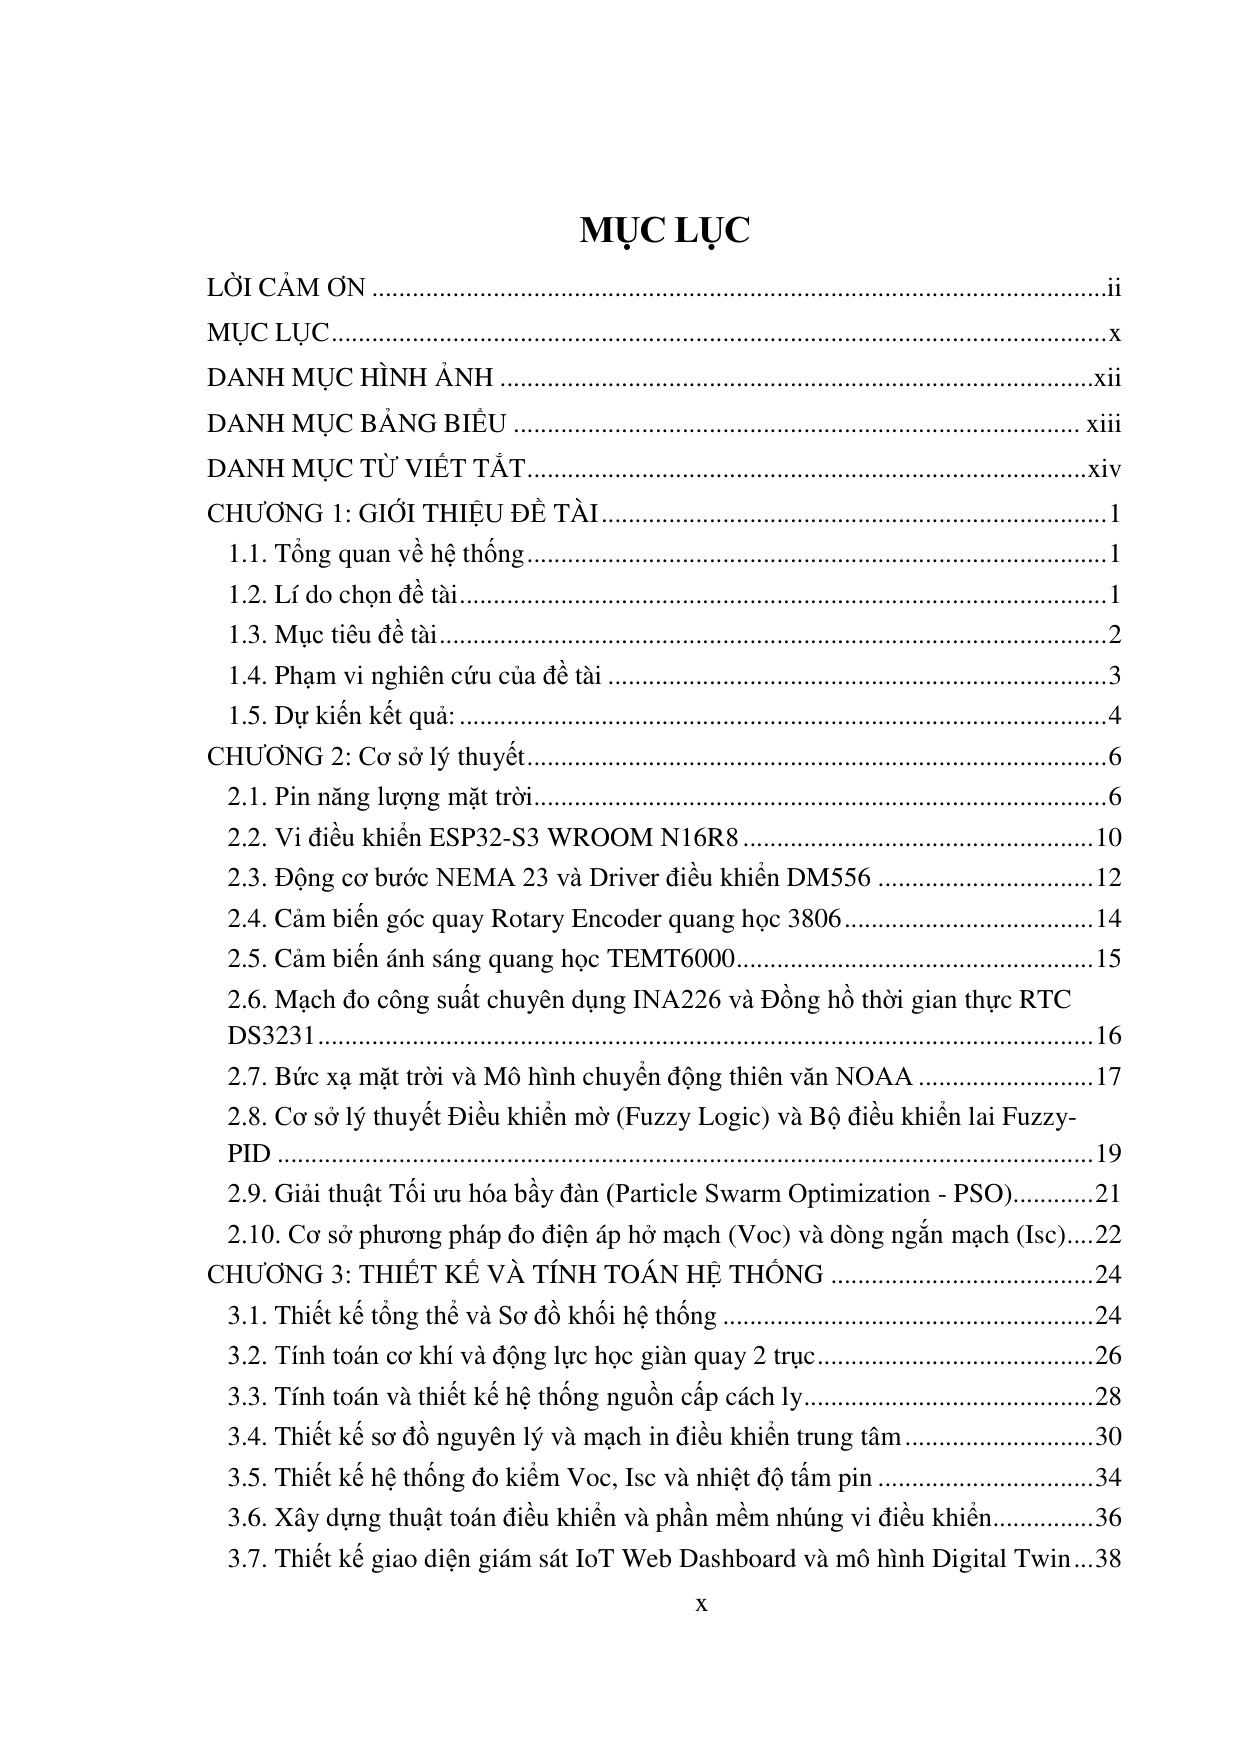 MỤC LỤC
LỜI CẢM ƠN ..............................................................................................................ii
MỤC LỤC...................................................................................................................x
DANH MỤC HÌNH ẢNH ........................................................................................xii
DANH MỤC BẢNG BIỂU .................................................................................... xiii
DANH MỤC TỪ VIẾT TẮT...................................................................................xiv
CHƯƠNG 1: GIỚI THIỆU ĐỀ TÀI...........................................................................1
1.1. Tổng quan về hệ thống......................................................................................1
1.2. Lí do chọn đề tài................................................................................................1
1.3. Mục tiêu đề tài...................................................................................................2
1.4. Phạm vi nghiên cứu của đề tài ..........................................................................3
1.5. Dự kiến kết quả: ................................................................................................4
CHƯƠNG 2: Cơ sở lý thuyết......................................................................................6
2.1. Pin năng lượng mặt trời.....................................................................................6
2.2. Vi điều khiển ESP32-S3 WROOM N16R8 ....................................................10
2.3. Động cơ bước NEMA 23 và Driver điều khiển DM556 ................................12
2.4. Cảm biến góc quay Rotary Encoder quang học 3806.....................................14
2.5. Cảm biến ánh sáng quang học TEMT6000.....................................................15
2.6. Mạch đo công suất chuyên dụng INA226 và Đồng hồ thời gian thực RTC
DS3231...................................................................................................................16
2.7. Bức xạ mặt trời và Mô hình chuyển động thiên văn NOAA ..........................17
2.8. Cơ sở lý thuyết Điều khiển mờ (Fuzzy Logic) và Bộ điều khiển lai Fuzzy-
PID .........................................................................................................................19
2.9. Giải thuật Tối ưu hóa bầy đàn (Particle Swarm Optimization - PSO)............21
2.10. Cơ sở phương pháp đo điện áp hở mạch (Voc) và dòng ngắn mạch (Isc)....22
CHƯƠNG 3: THIẾT KẾ VÀ TÍNH TOÁN HỆ THỐNG .......................................24
3.1. Thiết kế tổng thể và Sơ đồ khối hệ thống .......................................................24
3.2. Tính toán cơ khí và động lực học giàn quay 2 trục.........................................26
3.3. Tính toán và thiết kế hệ thống nguồn cấp cách ly...........................................28
3.4. Thiết kế sơ đồ nguyên lý và mạch in điều khiển trung tâm............................30
3.5. Thiết kế hệ thống đo kiểm Voc, Isc và nhiệt độ tấm pin ................................34
3.6. Xây dựng thuật toán điều khiển và phần mềm nhúng vi điều khiển...............36
3.7. Thiết kế giao diện giám sát IoT Web Dashboard và mô hình Digital Twin...38
x